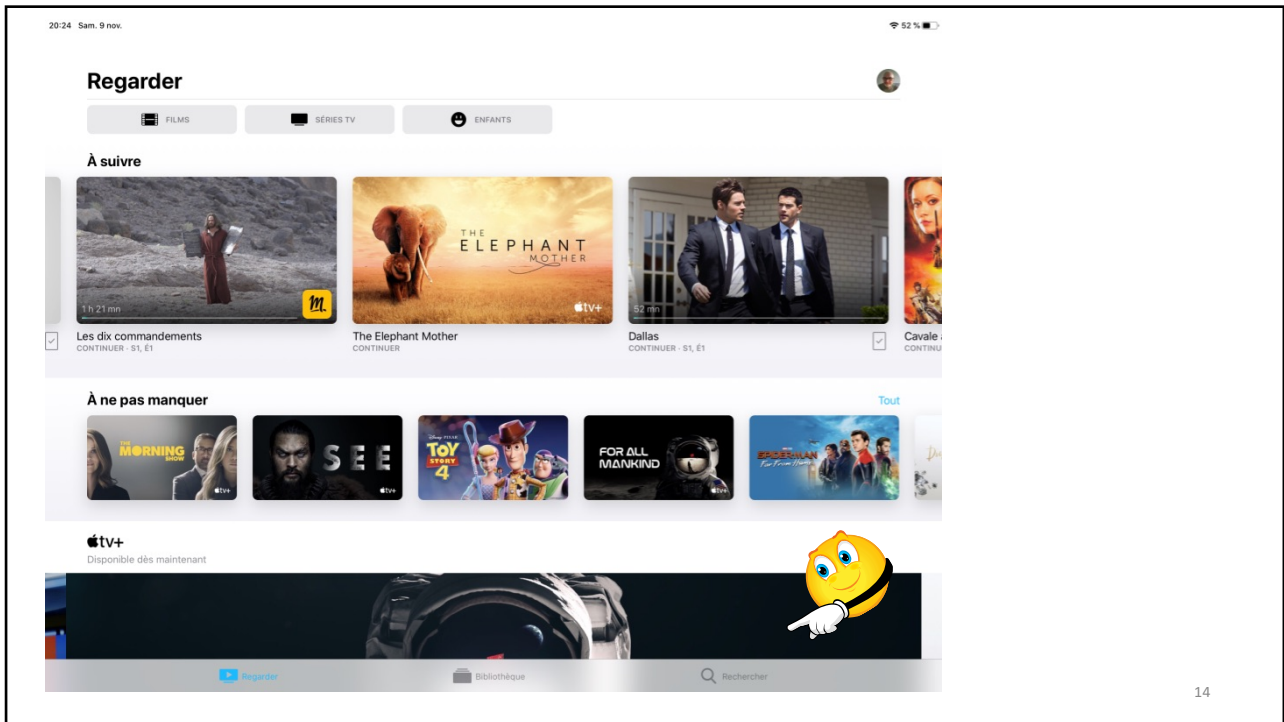 20:24 Sam. 9 nov.
52 %
Regarder
FILMS
SÉRIES TV
ENFANTS
À suivre
1 h 21 mn
m.
THE
ELEPHANT
MOTHER
tv+
52 mn
Les dix commandements
CONTINUER · S1, É1
The Elephant Mother
CONTINUER
Dallas
CONTINUER · S1, É1
Cavale
CONTINU
À ne pas manquer
Tout
THE
MORNING
SHOW
tv+
SEE
tv+
Disney PIXAR
TOY
STORY
4
FOR ALL
MANKIND
tv+
SPIDER-MAN
Far From Home
tv+
Disponible dès maintenant
Regarder
Bibliothèque
Rechercher
14